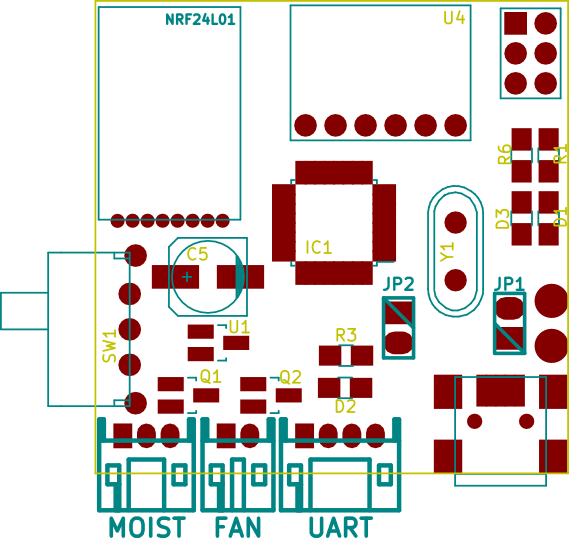 NRF24L01
U4
R6
R1
D3
D1
IC1
Y1
C5
+
JP2
JP1
SW1
U1
R3
Q1
Q2
D2
MOIST
FAN
UART